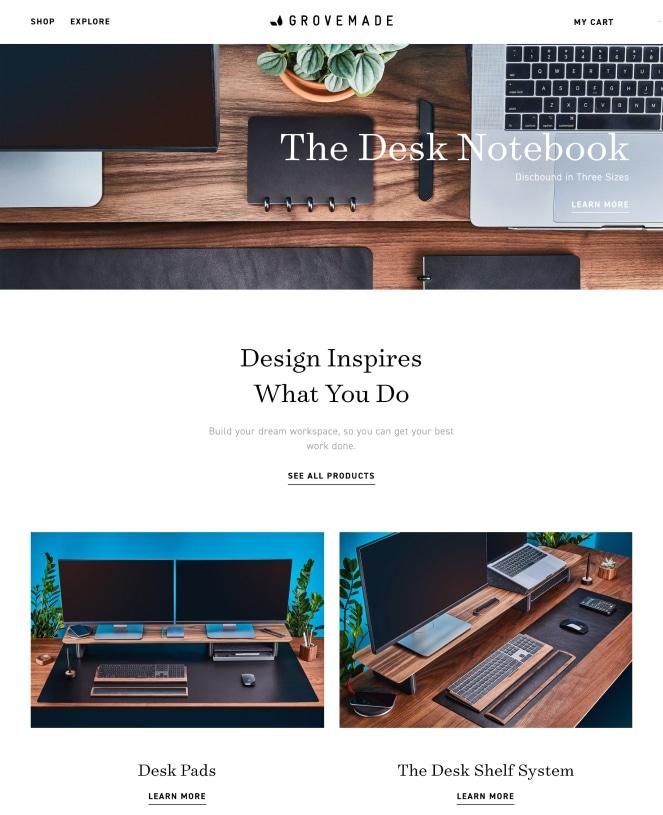 SHOP EXPLORE GROVEMADE MY CART
The Desk Notebook
Discbound in Three Sizes
LEARN MORE
Design Inspires
What You Do
Build your dream workspace, so you can get your best
work done.
SEE ALL PRODUCTS
Desk Pads
The Desk Shelf System
LEARN MORE
LEARN MORE